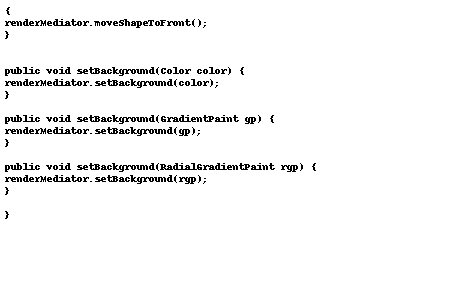 {
renderMediator.moveShapeToFront();
}
public void setBackground(Color color) {
renderMediator.setBackground(color);
}
public void setBackground(GradientPaint gp) {
renderMediator.setBackground(gp);
}
public void setBackground(RadialGradientPaint rgp) {
renderMediator.setBackground(rgp);
}
}